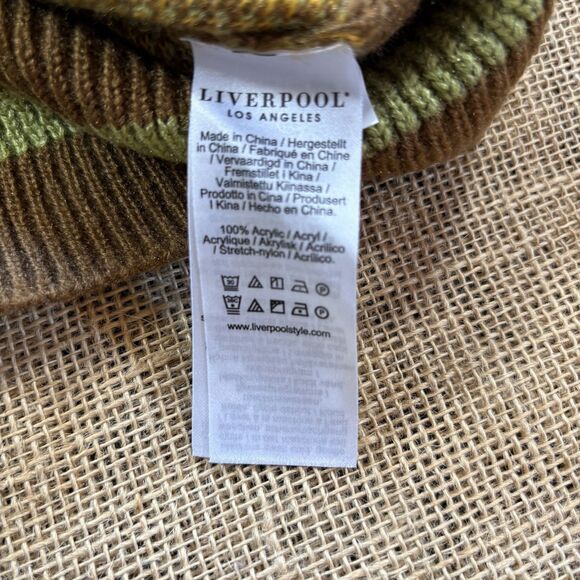 LIVERPOOL®
LOS ANGELES
Made in China / Hergestellt
in China / Fabriqué en Chine
/ Vervaardigd in China /
Fremstillet i Kina /
Valmistettu Kiinassa /
Prodotto in Cina / Produsert
I Kina / Hecho en China.
100% Acrylic / Acryl /
Acrylique / Akrylisk / Acrilico
/ Stretch-nylon / Acrílico.
30 P
P
www.liverpoolstyle.com